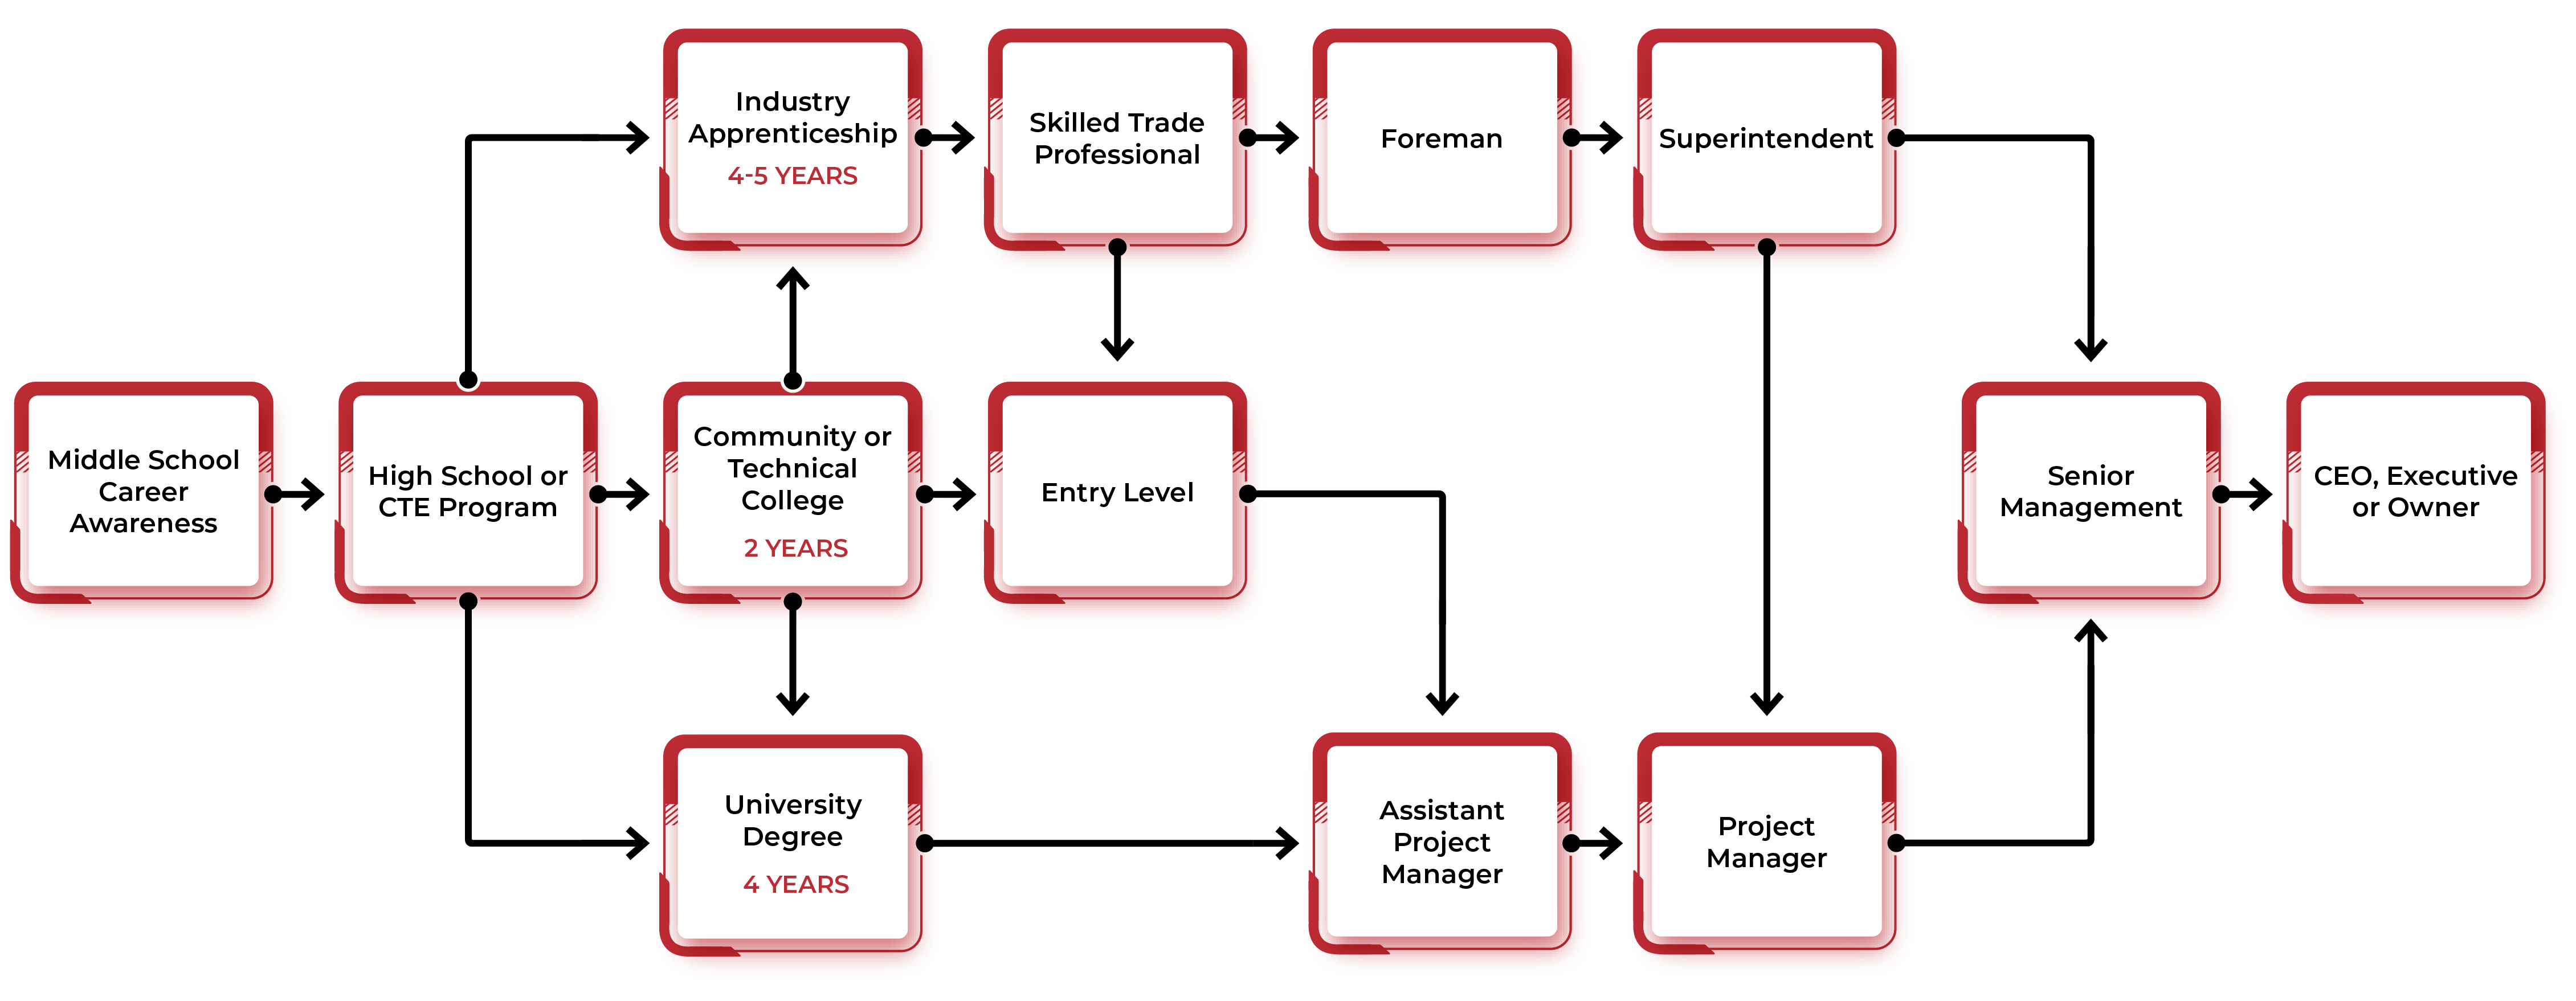 Industry
Apprenticeship
4-5 YEARS
Skilled Trade
Professional
Foreman
Superintendent
Middle School
Career
Awareness
High School or
CTE Program
Community or
Technical
College
2 YEARS
Entry Level
Senior
Management
CEO, Executive
or Owner
University
Degree
4 YEARS
Assistant
Project
Manager
Project
Manager